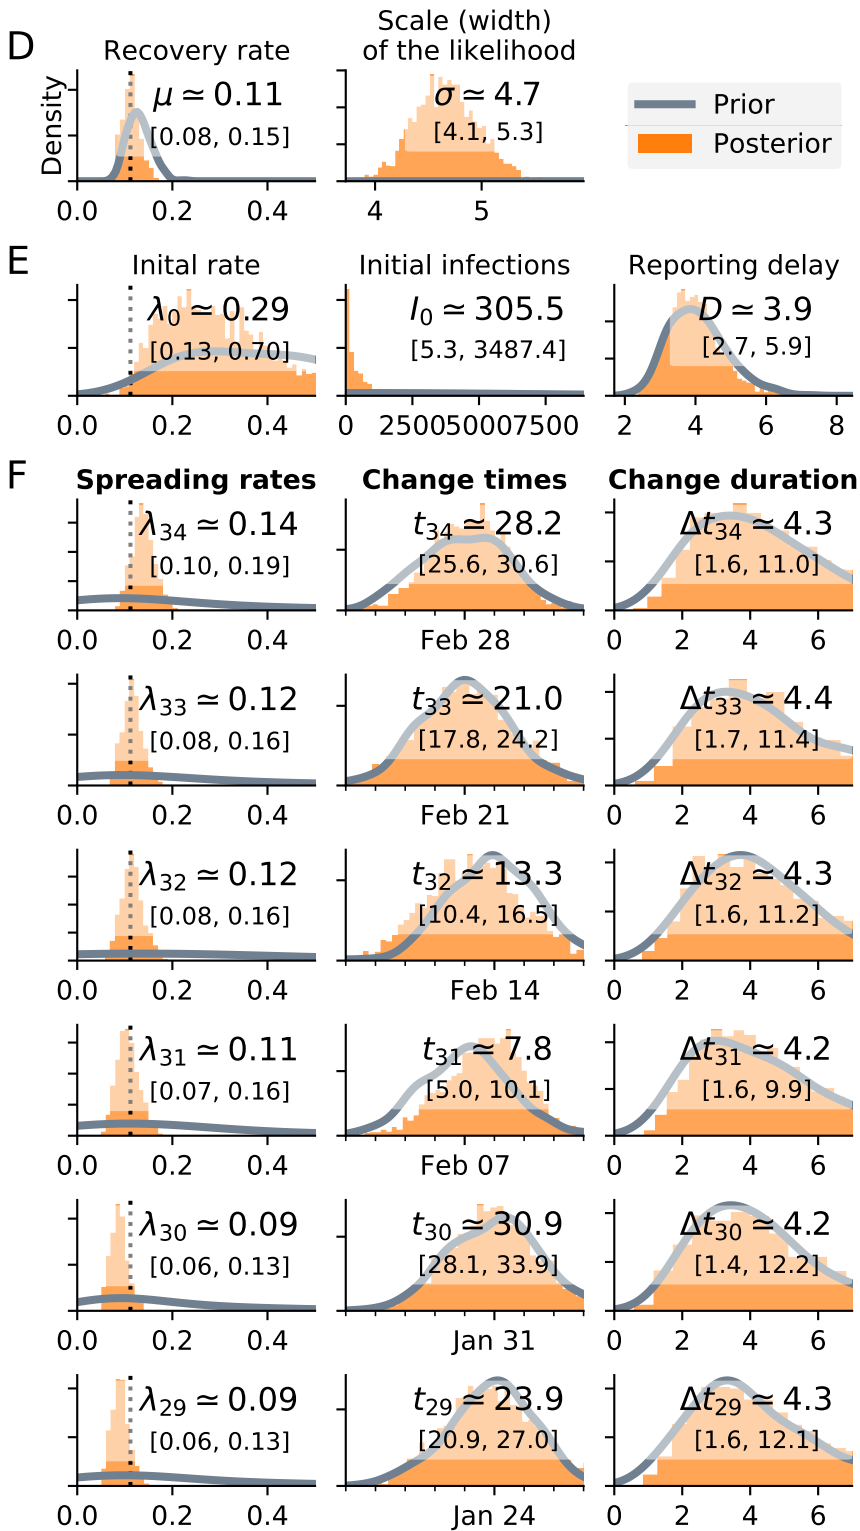 D
Recovery rate
Scale (width)
of the likelihood
Density
μ ≃ 0.11
[0.08, 0.15]
0.0 0.2 0.4
σ ≃ 4.7
[4.1, 5.3]
4 5
Prior
Posterior
E
Inital rate
Initial infections
Reporting delay
λ0 ≃ 0.29
[0.13, 0.70]
0.0 0.2 0.4
I0 ≃ 305.5
[5.3, 3487.4]
0 2500 5000 7500
D ≃ 3.9
[2.7, 5.9]
2 4 6 8
F
Spreading rates
Change times
Change duration
λ34 ≃ 0.14
[0.10, 0.19]
0.0 0.2 0.4
t34 ≃ 28.2
[25.6, 30.6]
Feb 28
Δt34 ≃ 4.3
[1.6, 11.0]
0 2 4 6
λ33 ≃ 0.12
[0.08, 0.16]
0.0 0.2 0.4
t33 ≃ 21.0
[17.8, 24.2]
Feb 21
Δt33 ≃ 4.4
[1.7, 11.4]
0 2 4 6
λ32 ≃ 0.12
[0.08, 0.16]
0.0 0.2 0.4
t32 ≃ 13.3
[10.4, 16.5]
Feb 14
Δt32 ≃ 4.3
[1.6, 11.2]
0 2 4 6
λ31 ≃ 0.11
[0.07, 0.16]
0.0 0.2 0.4
t31 ≃ 7.8
[5.0, 10.1]
Feb 07
Δt31 ≃ 4.2
[1.6, 9.9]
0 2 4 6
λ30 ≃ 0.09
[0.06, 0.13]
0.0 0.2 0.4
t30 ≃ 30.9
[28.1, 33.9]
Jan 31
Δt30 ≃ 4.2
[1.4, 12.2]
0 2 4 6
λ29 ≃ 0.09
[0.06, 0.13]
0.0 0.2 0.4
t29 ≃ 23.9
[20.9, 27.0]
Jan 24
Δt29 ≃ 4.3
[1.6, 12.1]
0 2 4 6